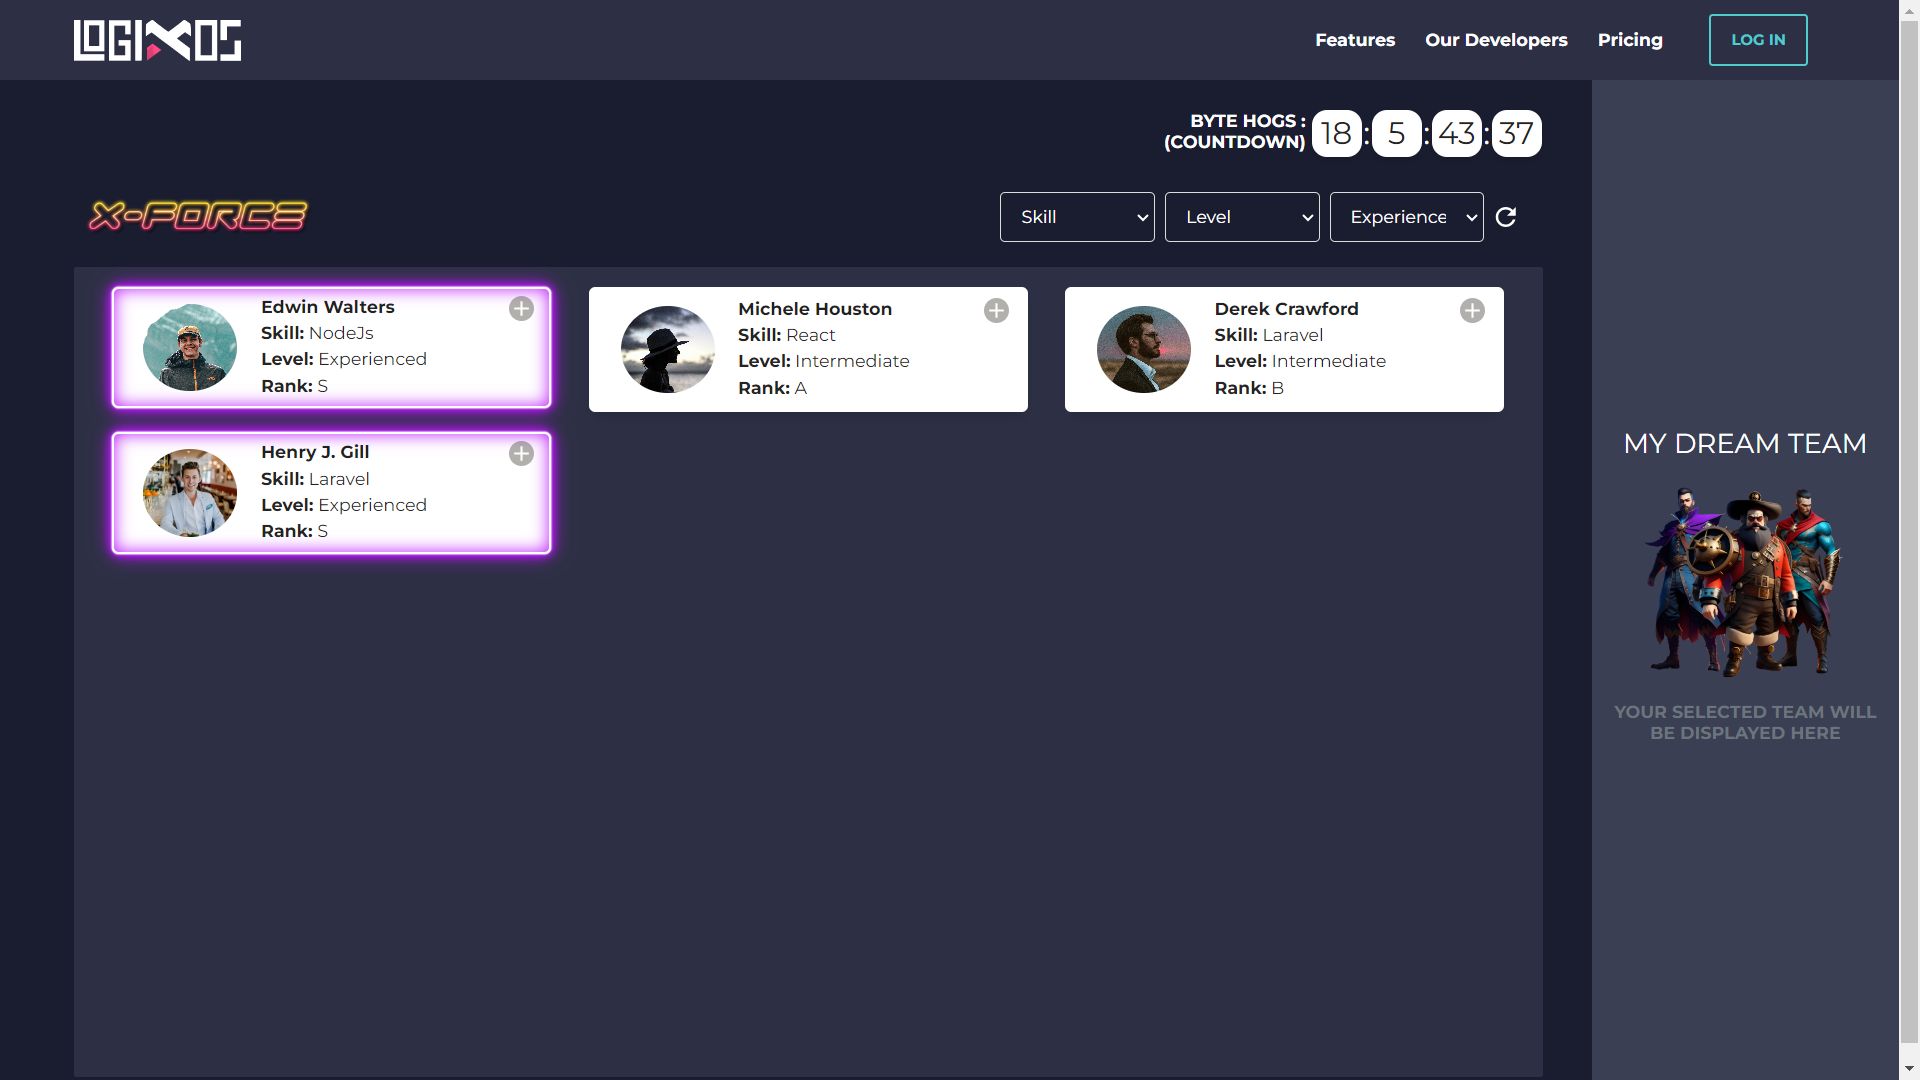 LOGIXOS
Features
Our Developers
Pricing
LOG IN
BYTE HOGS :
(COUNTDOWN)
18 : 5 : 43 : 37
X-FORCE
Skill
Level
Experience
Edwin Walters
Skill: NodeJs
Level: Experienced
Rank: S
Michele Houston
Skill: React
Level: Intermediate
Rank: A
Derek Crawford
Skill: Laravel
Level: Intermediate
Rank: B
Henry J. Gill
Skill: Laravel
Level: Experienced
Rank: S
MY DREAM TEAM
YOUR SELECTED TEAM WILL
BE DISPLAYED HERE